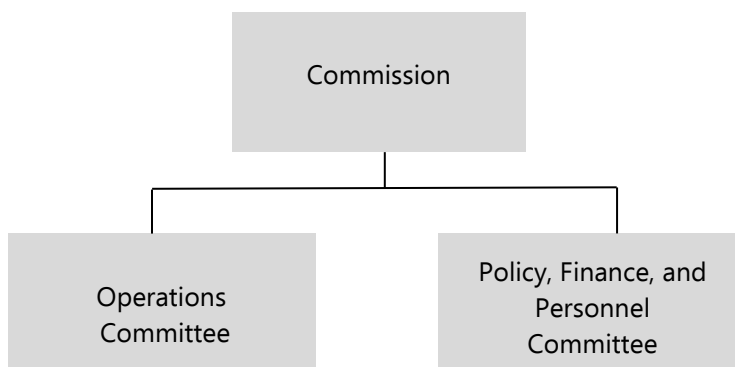 Commission
Operations
Committee
Policy, Finance, and
Personnel
Committee